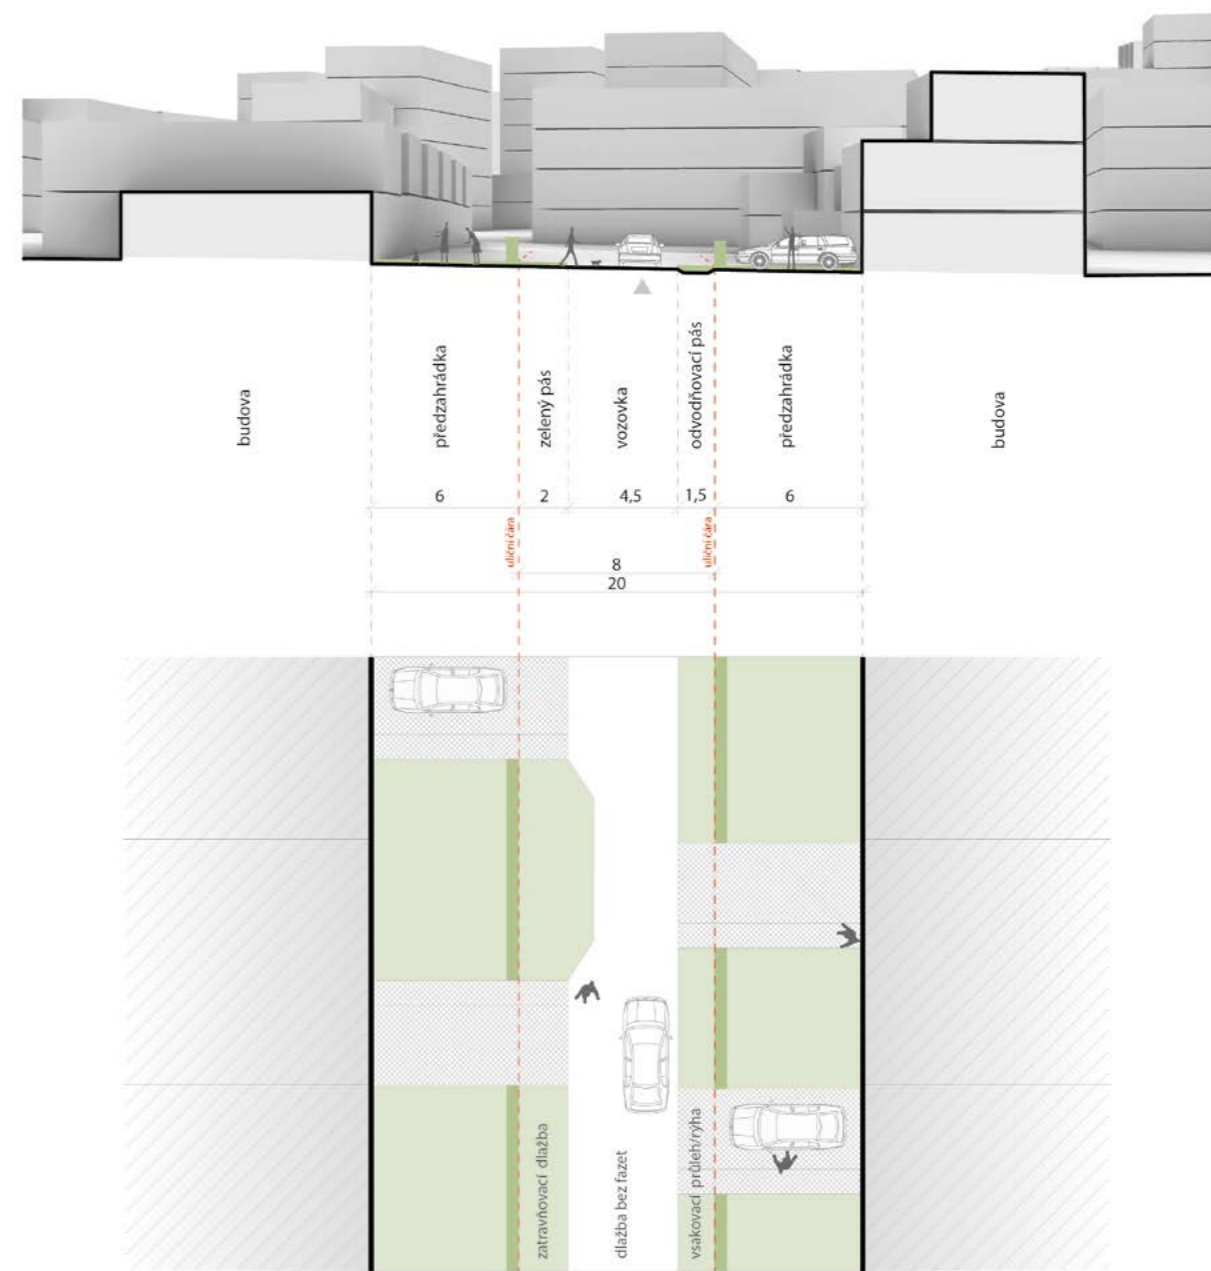 budova
předzahrádka
zelený pás
vozovka
odvodňovací pás
předzahrádka
budova
6
2
4,5
1,5
6
uliční čára
uliční čára
8
20
zatravňovací dlažba
dlažba bez fazet
vsakovací průleh/rýha